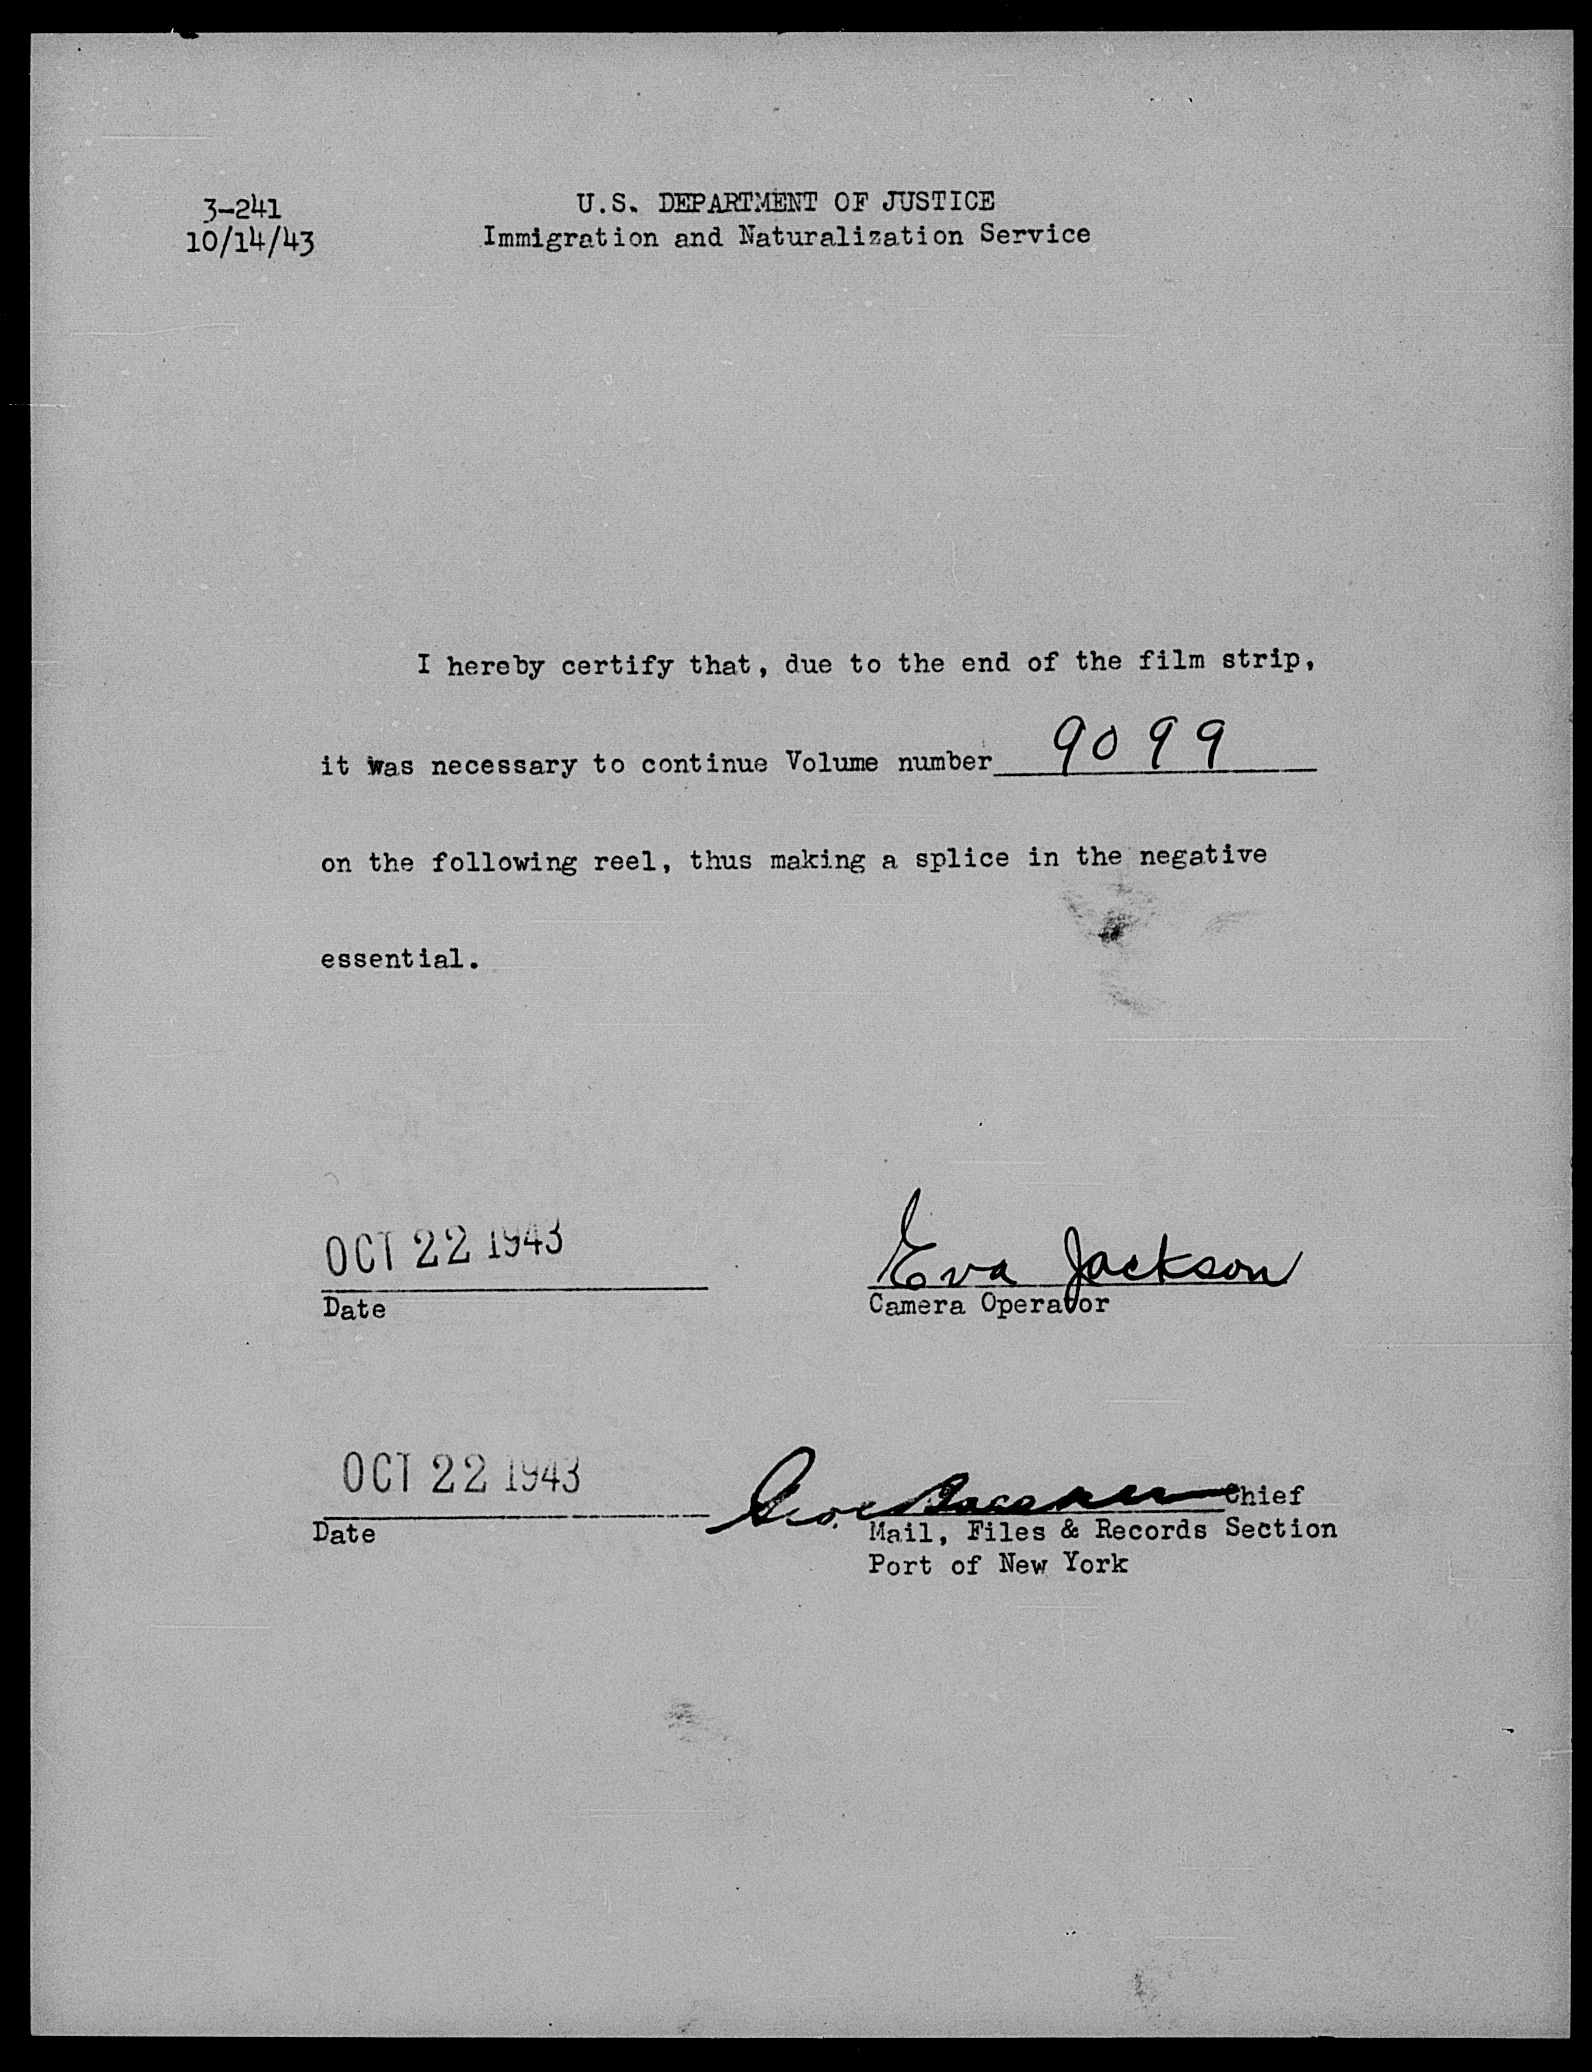 3-241
10/14/43
U.S. DEPARTMENT OF JUSTICE
Immigration and Naturalization Service
I hereby certify that, due to the end of the film strip,
it was necessary to continue Volume number 9099
on the following reel, thus making a splice in the negative
essential.
OCT 22 1943
Date
Eva Jackson
Camera Operator
OCT 22 1943
Date
Chief
Mail, Files & Records Section
Port of New York